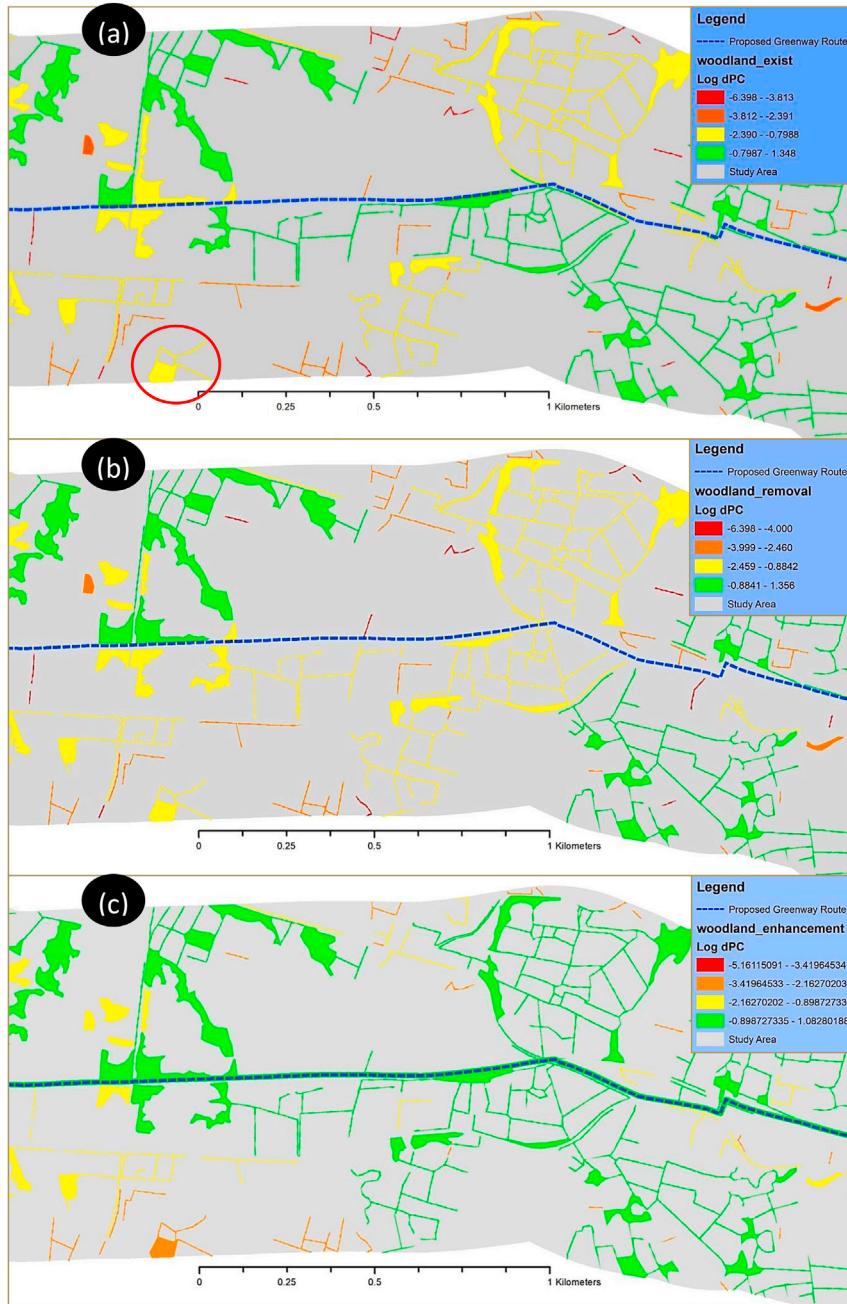 (a)
Legend
Proposed Greenway Route
woodland_exist
Log dPC
-6.398 - -3.813
-3.812 - -2.391
-2.390 - -0.7988
-0.7987 - 1.348
Study Area
0 0.25 0.5 1 Kilometers
(b)
Legend
Proposed Greenway Route
woodland_removal
Log dPC
-6.398 - -4.000
-3.999 - -2.460
-2.459 - -0.8842
-0.8841 - 1.356
Study Area
0 0.25 0.5 1 Kilometers
(c)
Legend
Proposed Greenway Route
woodland_enhancement
Log dPC
-5.16115091 - -3.41964534
-3.41964533 - -2.16270203
-2.16270202 - -0.89872733
-0.898727335 - 1.08280188
Study Area
0 0.25 0.5 1 Kilometers